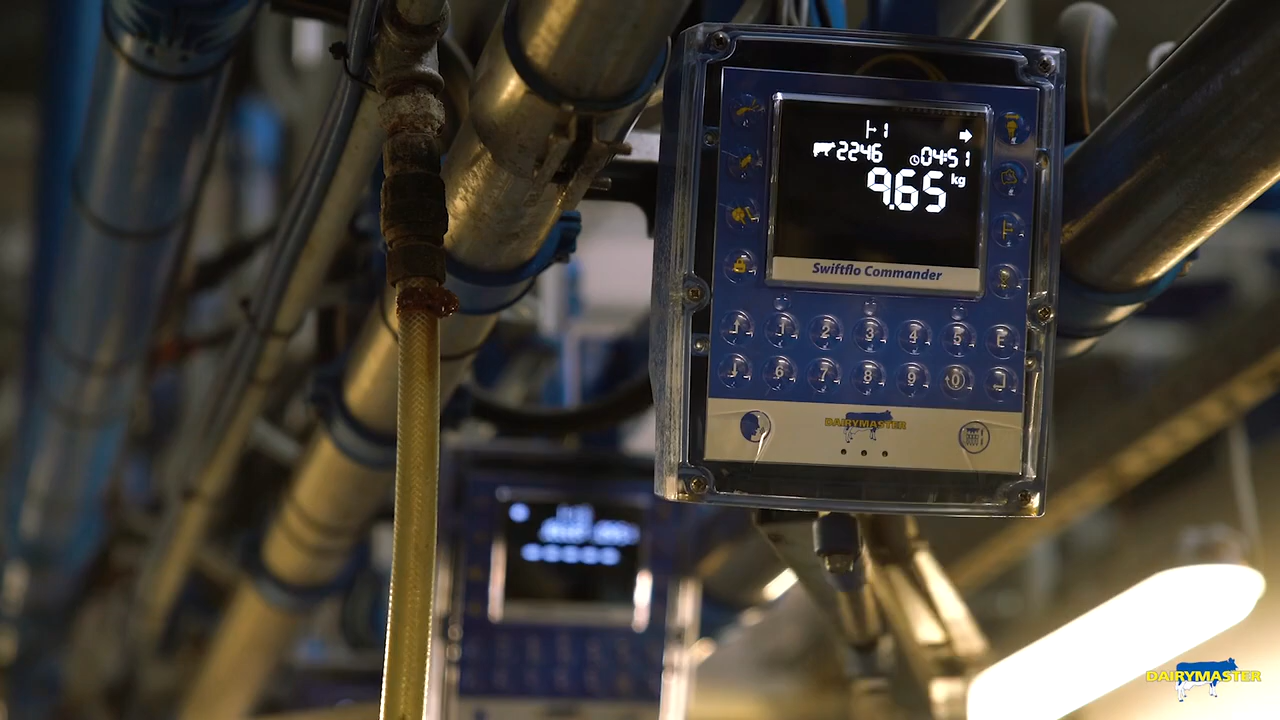 1
2246 04:51
9.65 kg
Swiftflo Commander
1 2 3 4 5 E
6 7 8 9 0
DAIRYMASTER
DAIRYMASTER